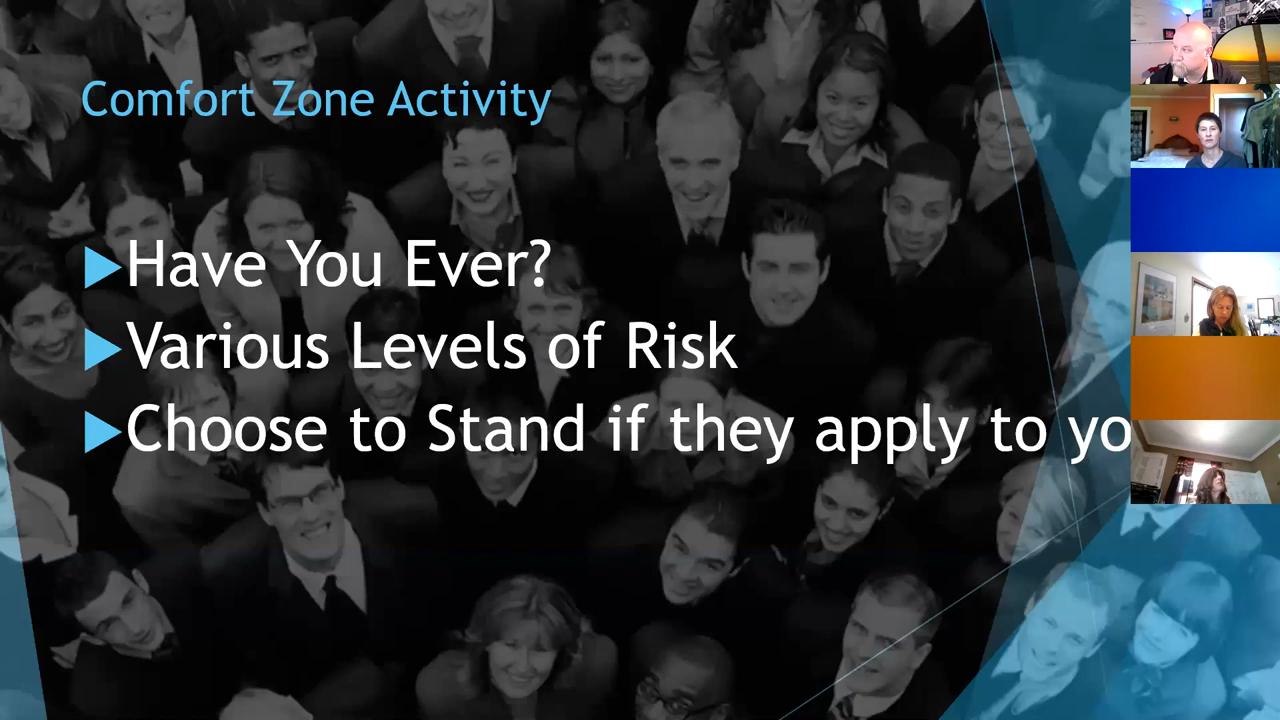 Comfort Zone Activity
Have You Ever?
Various Levels of Risk
Choose to Stand if they apply to yo